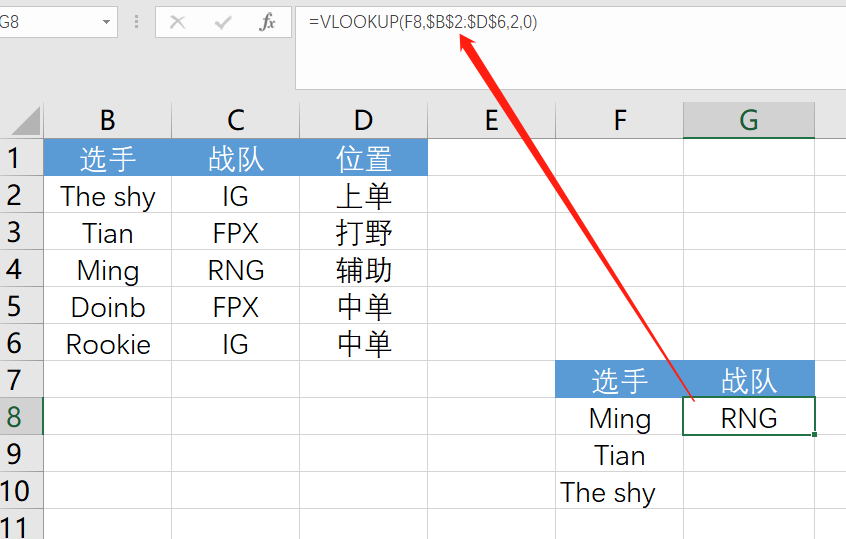 G8 =VLOOKUP(F8,$B$2:$D$6,2,0)
B C D E F G
1 选手 战队 位置
2 The shy IG 上单
3 Tian FPX 打野
4 Ming RNG 辅助
5 Doinb FPX 中单
6 Rookie IG 中单
7 选手 战队
8 Ming RNG
9 Tian
10 The shy
11